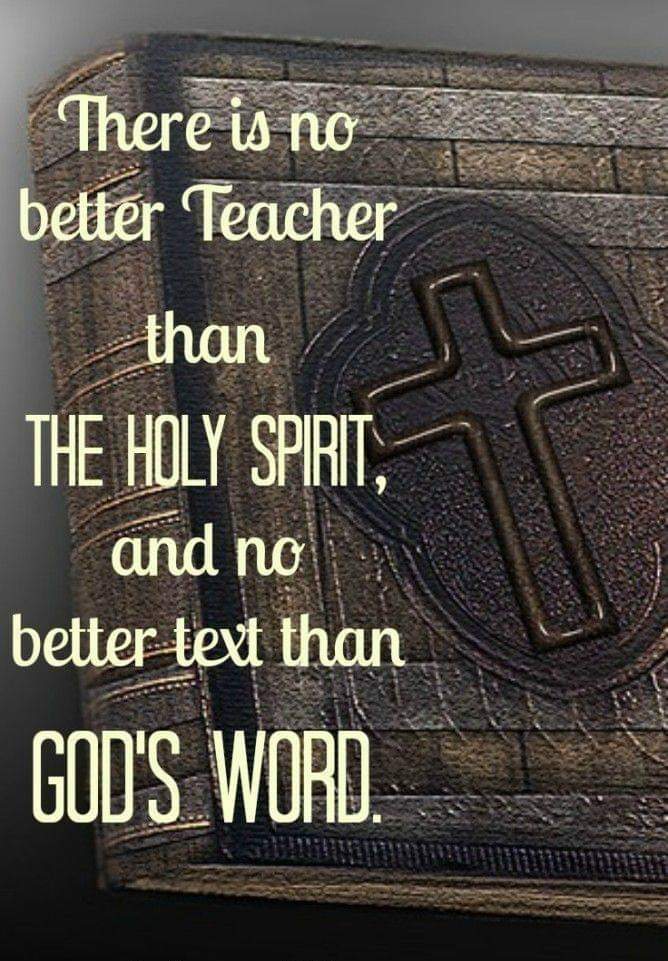 There is no
better Teacher
than
THE HOLY SPIRIT,
and no
better text than
GOD'S WORD.